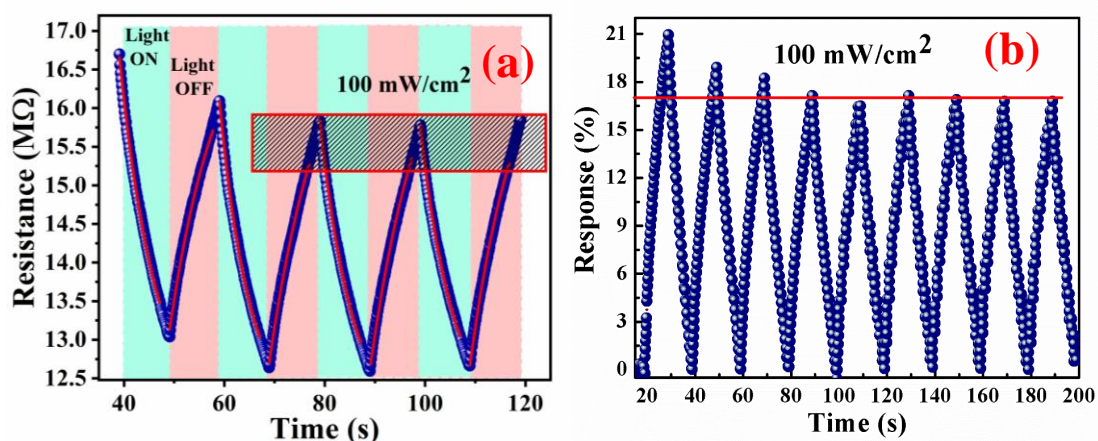 17.0
16.5
16.0
15.5
15.0
14.5
14.0
13.5
13.0
12.5
Resistance (MΩ)
Light
ON
Light
OFF
(a)
100 mW/cm²
40
60
80
100
120
Time (s)
21
18
15
12
9
6
3
0
Response (%)
100 mW/cm²
(b)
20
40
60
80
100
120
140
160
180
200
Time (s)